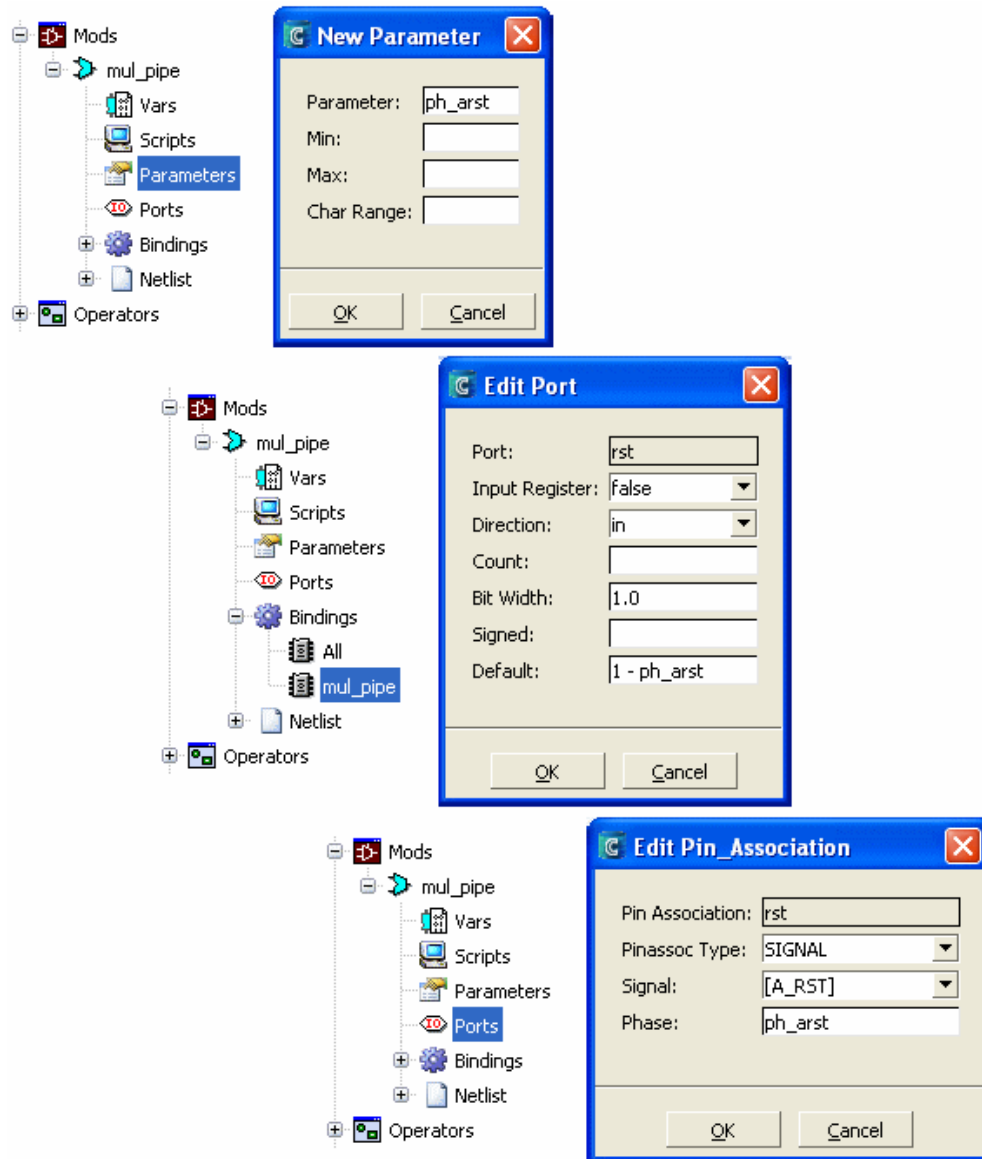 Mods
mul_pipe
Vars
Scripts
Parameters
Ports
Bindings
Netlist
Operators
New Parameter
Parameter: ph_arst
Min:
Max:
Char Range:
OK Cancel
Mods
mul_pipe
Vars
Scripts
Parameters
Ports
Bindings
All
mul_pipe
Netlist
Operators
Edit Port
Port: rst
Input Register: false
Direction: in
Count:
Bit Width: 1.0
Signed:
Default: 1 - ph_arst
OK Cancel
Mods
mul_pipe
Vars
Scripts
Parameters
Ports
Bindings
Netlist
Operators
Edit Pin_Association
Pin Association: rst
Pinassoc Type: SIGNAL
Signal: [A_RST]
Phase: ph_arst
OK Cancel